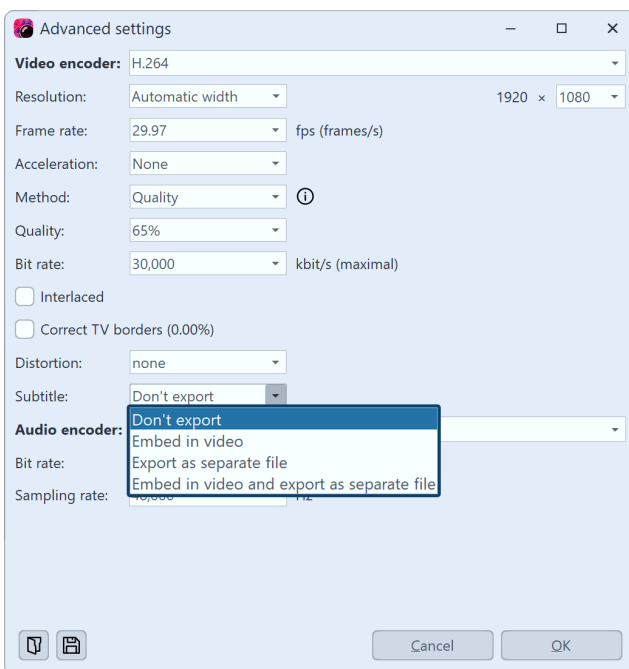 Advanced settings
Video encoder: H.264
Resolution: Automatic width 1920 × 1080
Frame rate: 29.97 fps (frames/s)
Acceleration: None
Method: Quality
Quality: 65%
Bit rate: 30,000 kbit/s (maximal)
Interlaced
Correct TV borders (0.00%)
Distortion: none
Subtitle: Don't export
Don't export
Audio encoder:
Embed in video
Bit rate:
Export as separate file
Embed in video and export as separate file
Sampling rate:
Cancel OK